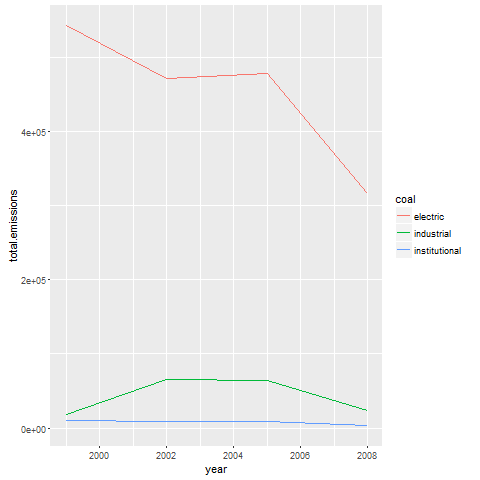 total.emissions
4e+05
2e+05
0e+00
2000
2002
2004
2006
2008
year
coal
electric
industrial
institutional